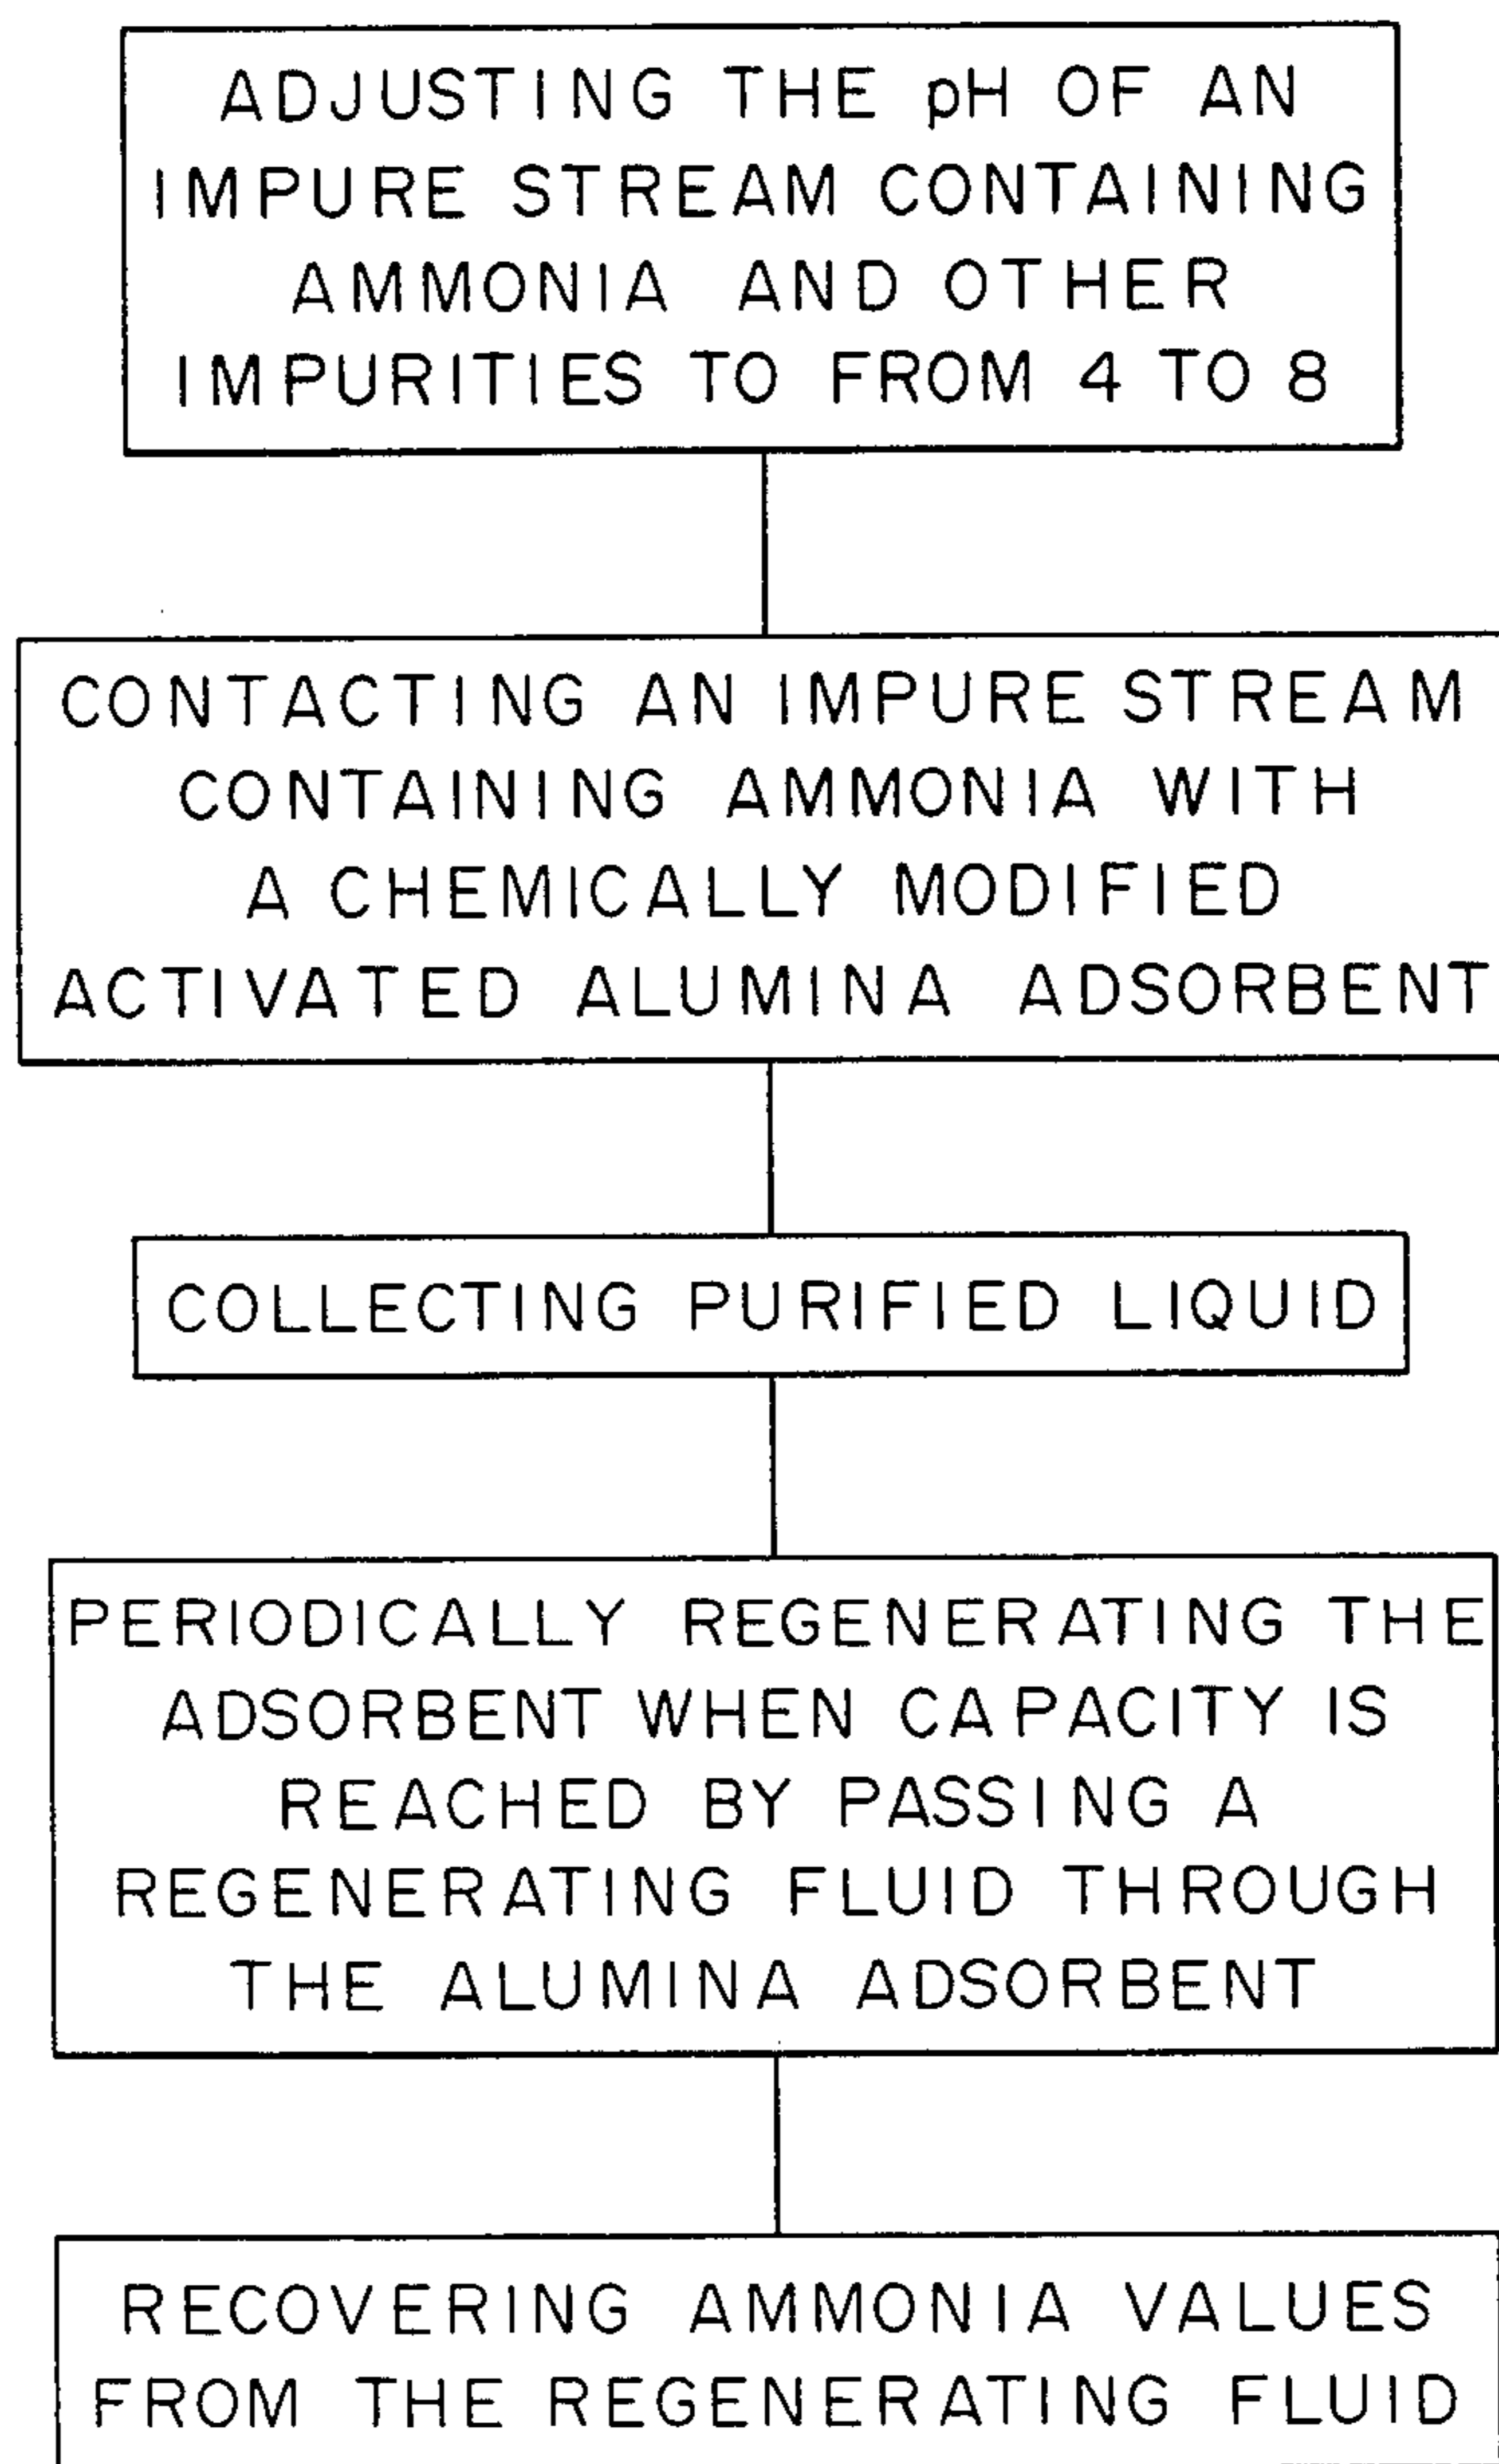 ADJUSTING THE pH OF AN
IMPURE STREAM CONTAINING
AMMONIA AND OTHER
IMPURITIES TO FROM 4 TO 8
CONTACTING AN IMPURE STREAM
CONTAINING AMMONIA WITH
A CHEMICALLY MODIFIED
ACTIVATED ALUMINA ADSORBENT
COLLECTING PURIFIED LIQUID
PERIODICALLY REGENERATING THE
ADSORBENT WHEN CAPACITY IS
REACHED BY PASSING A
REGENERATING FLUID THROUGH
THE ALUMINA ADSORBENT
RECOVERING AMMONIA VALUES
FROM THE REGENERATING FLUID